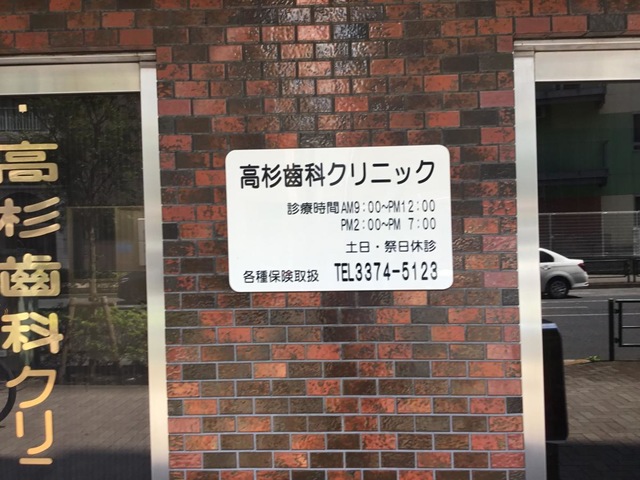 高杉歯科クリニック
診療時間AM9:00~PM12:00
PM2:00~PM 7:00
土日・祭日休診
各種保険取扱 TEL3374-5123
高杉歯科クリニ